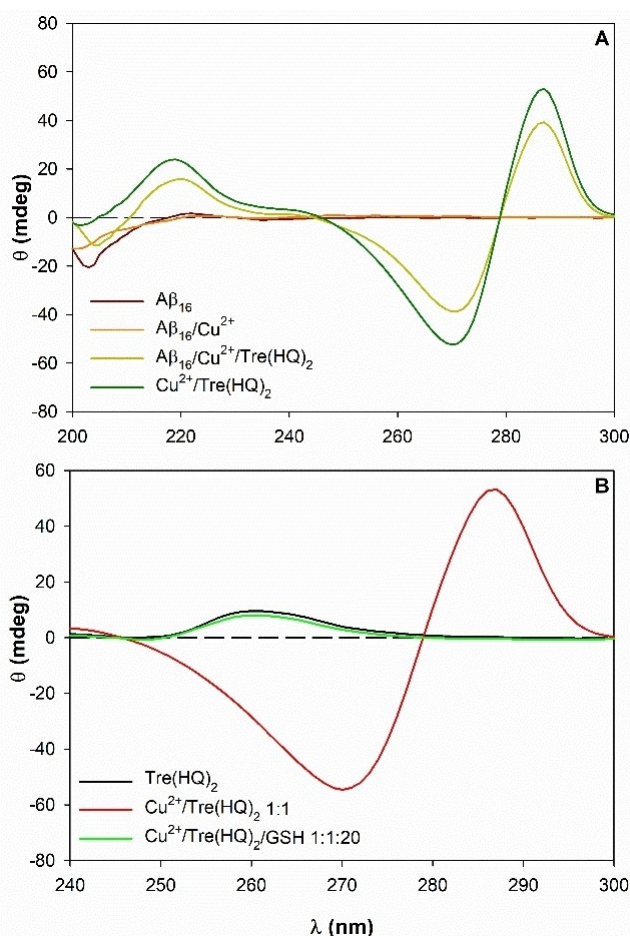 A
80
60
40
20
0
-20
-40
-60
-80
θ (mdeg)
Aβ₁₆
Aβ₁₆/Cu²⁺
Aβ₁₆/Cu²⁺/Tre(HQ)₂
Cu²⁺/Tre(HQ)₂
200 220 240 260 280 300
B
60
40
20
0
-20
-40
-60
-80
θ (mdeg)
Tre(HQ)₂
Cu²⁺/Tre(HQ)₂ 1:1
Cu²⁺/Tre(HQ)₂/GSH 1:1:20
240 250 260 270 280 290 300
λ (nm)